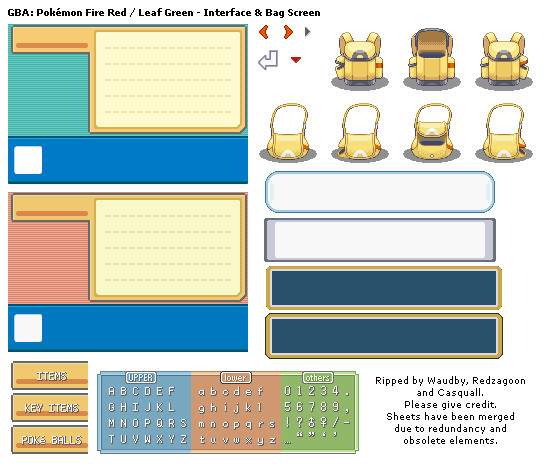 GBA: Pokémon Fire Red / Leaf Green - Interface & Bag Screen
ITEMS
KEY ITEMS
POKé BALLS
UPPER lower others
A B C D E F a b c d e f 0 1 2 3 4 .
G H I J K L g h i j k l 5 6 7 8 9 ,
M N O P Q R S m n o p q r s ! ? ♂ ♀ / -
T U V W X Y Z t u v w x y z … “ ” ‘ ’
Ripped by Waudby, Redzagoon
and Casquall.
Please give credit.
Sheets have been merged
due to redundancy and
obsolete elements.